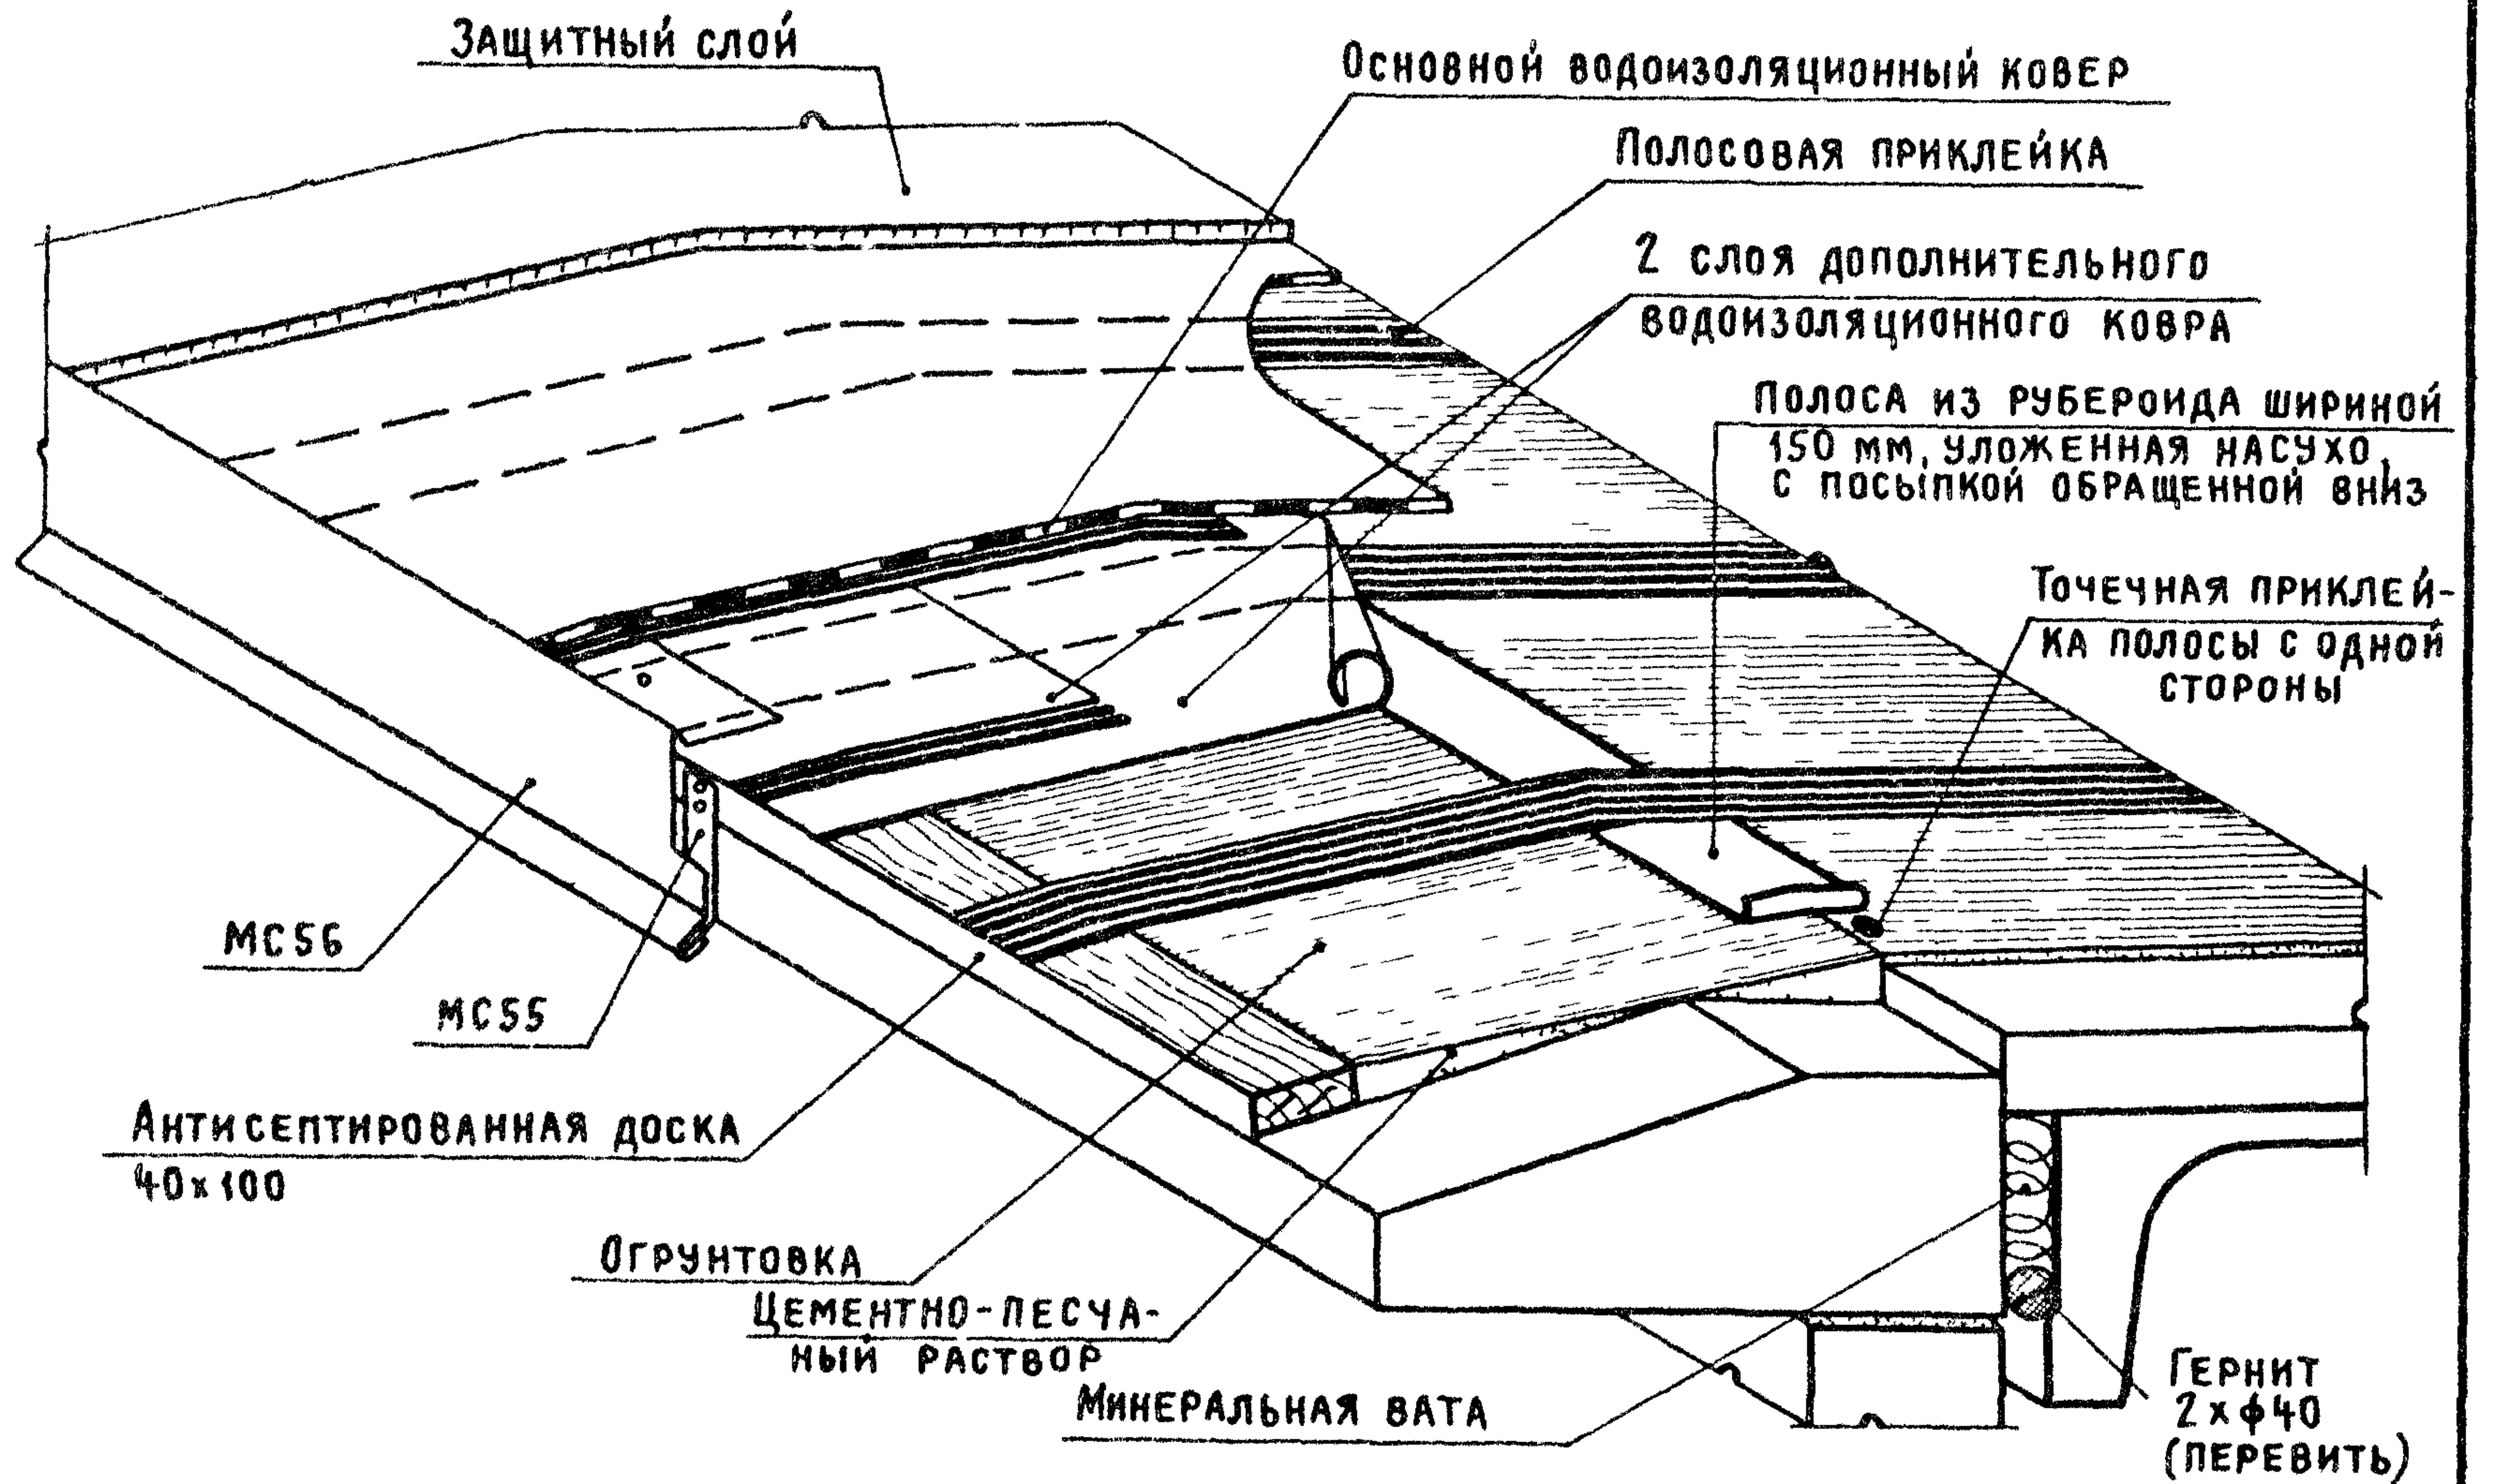 Защитный слой
Основной водоизоляционный ковер
Полосовая приклейка
2 слоя дополнительного
водоизоляционного ковра
Полоса из рубероида шириной
150 мм, уложенная насухо,
с посыпкой обращенной вниз
Точечная приклей-
ка полосы с одной
стороны
МС56
МС55
Антисептированная доска
40х100
Огрунтовка
Цементно-песча-
ный раствор
Минеральная вата
Гернит
2хф40
(перевить)